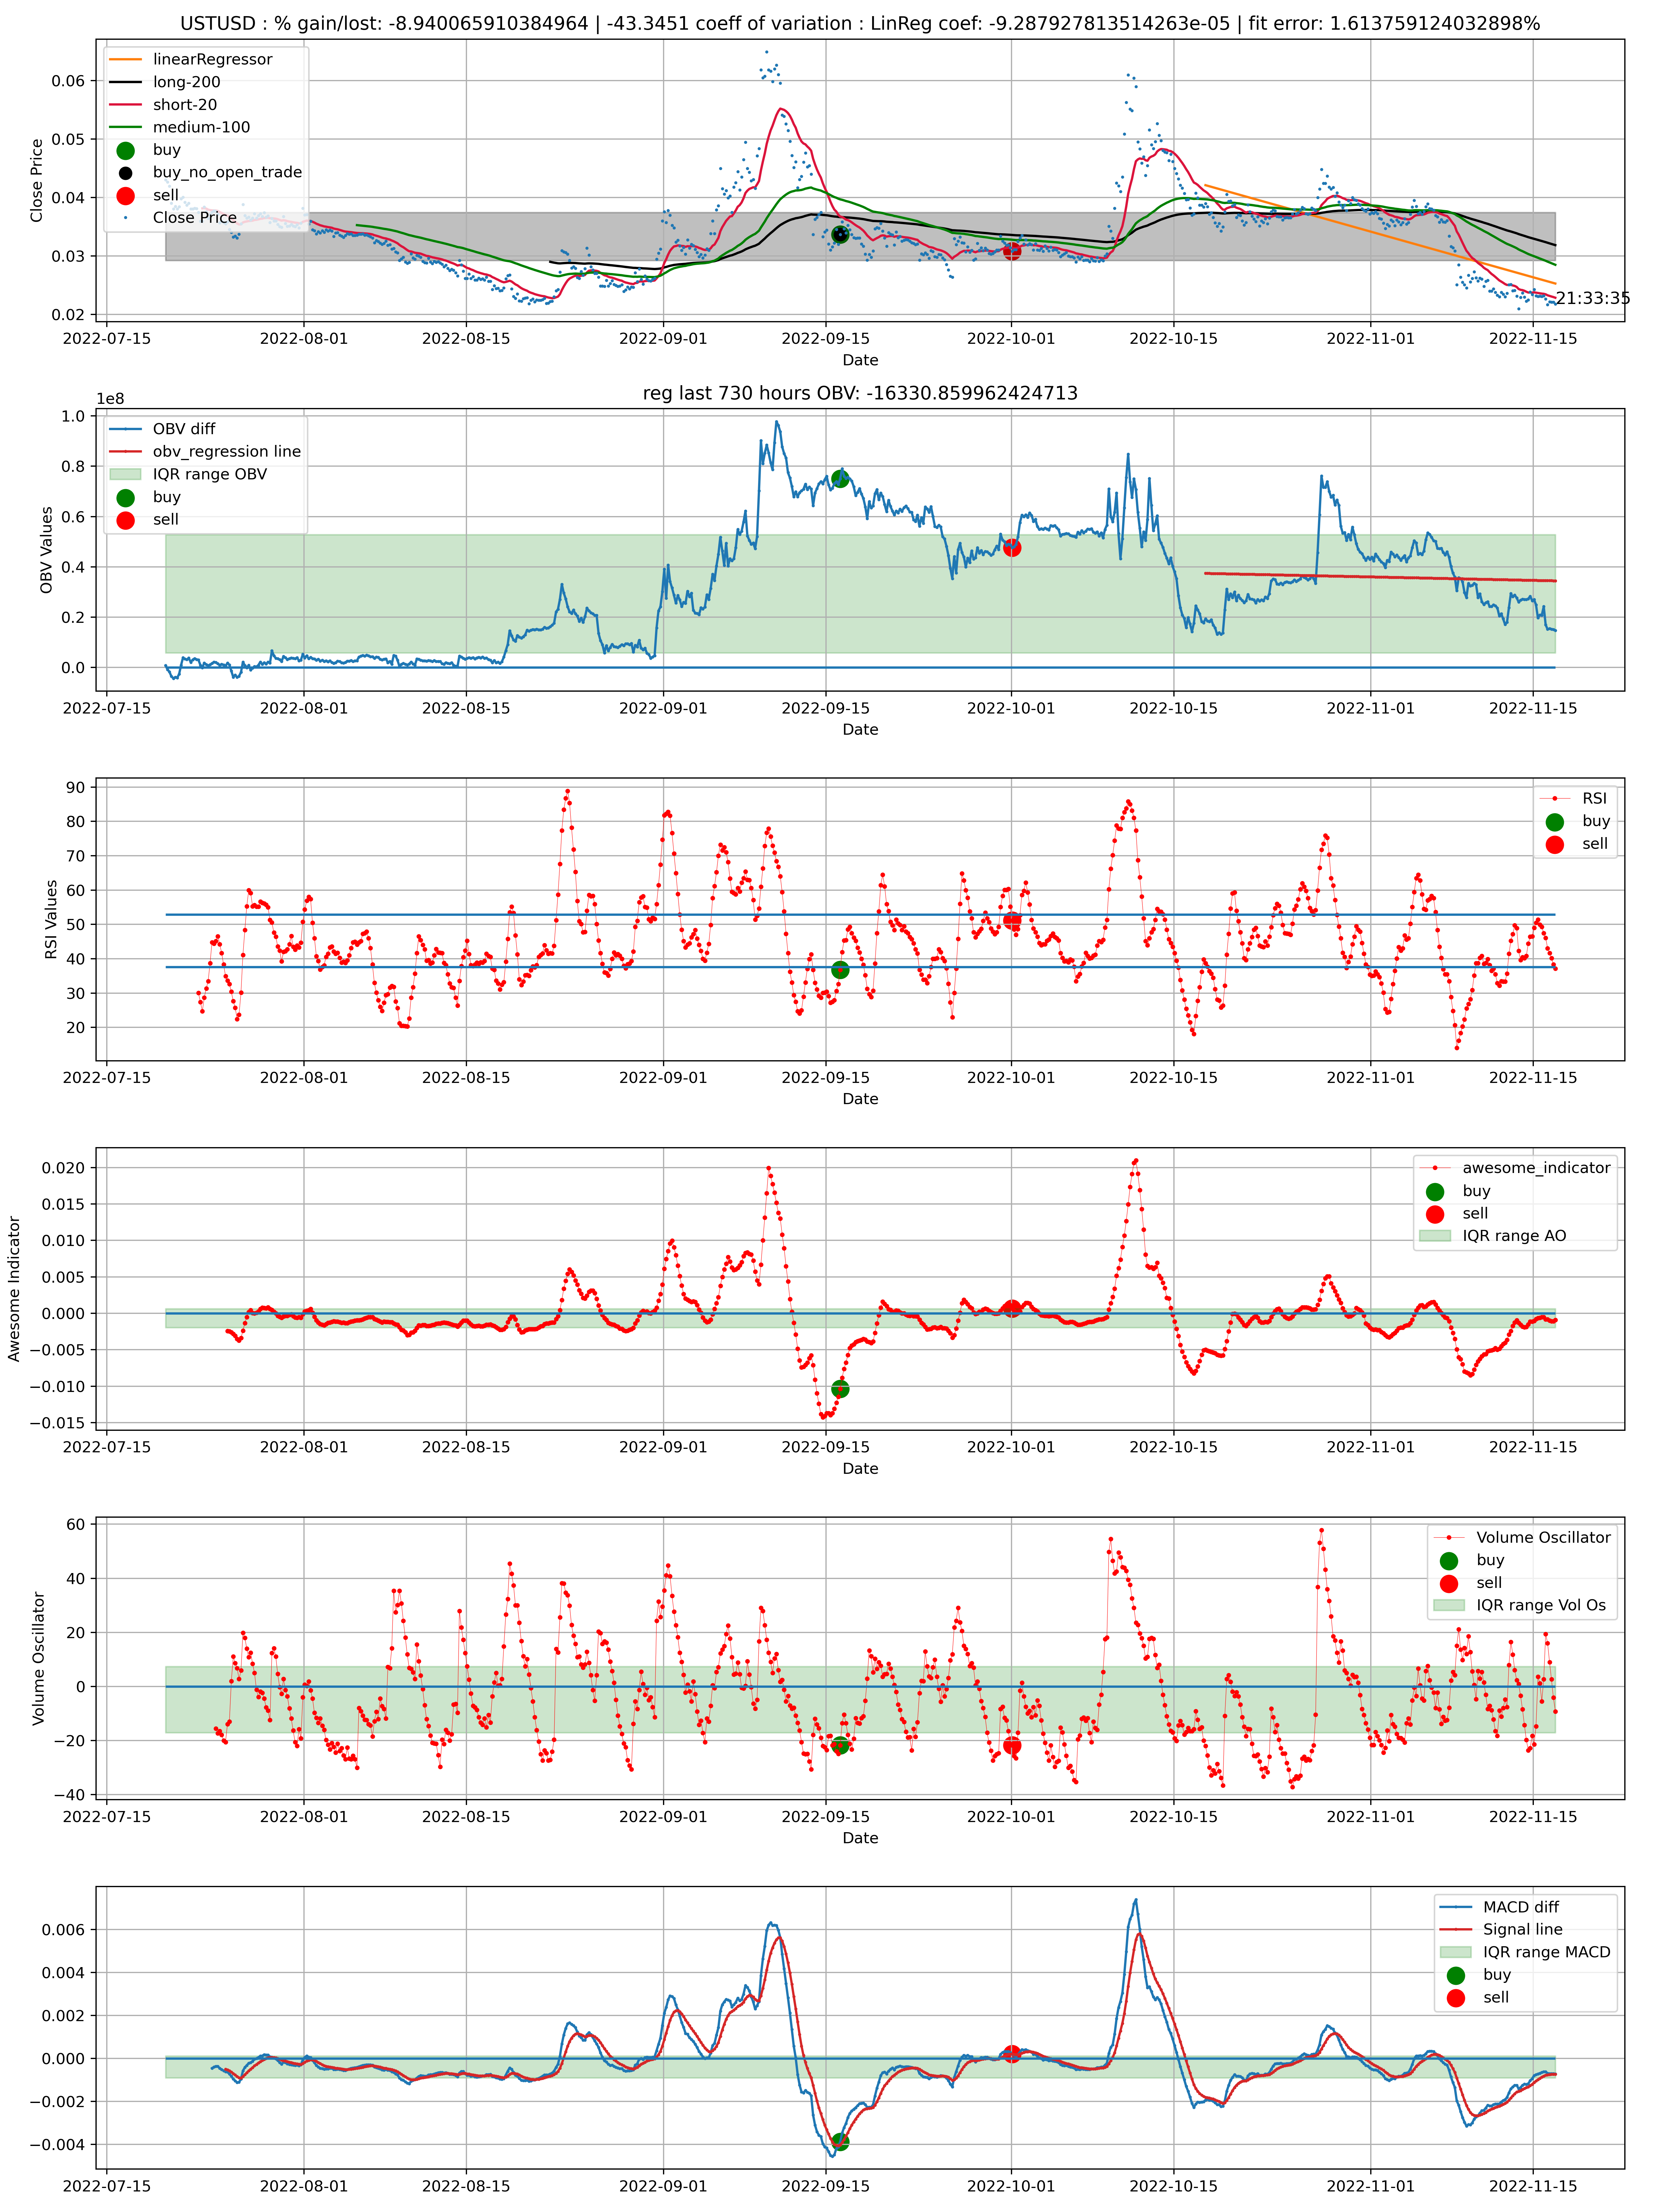 USTUSD : % gain/lost: -8.940065910384964 | -43.3451 coeff of variation : LinReg coef: -9.287927813514263e-05 | fit error: 1.613759124032898%
linearRegressor
long-200
short-20
medium-100
buy
buy_no_open_trade
sell
Close Price
Close Price
0.06
0.05
0.04
0.03
0.02
21:33:35
2022-07-15 2022-08-01 2022-08-15 2022-09-01 2022-09-15 2022-10-01 2022-10-15 2022-11-01 2022-11-15
Date
reg last 730 hours OBV: -16330.859962424713
1e8
OBV diff
obv_regression line
IQR range OBV
buy
sell
OBV Values
1.0
0.8
0.6
0.4
0.2
0.0
2022-07-15 2022-08-01 2022-08-15 2022-09-01 2022-09-15 2022-10-01 2022-10-15 2022-11-01 2022-11-15
Date
RSI
buy
sell
RSI Values
90
80
70
60
50
40
30
20
2022-07-15 2022-08-01 2022-08-15 2022-09-01 2022-09-15 2022-10-01 2022-10-15 2022-11-01 2022-11-15
Date
awesome_indicator
buy
sell
IQR range AO
Awesome Indicator
0.020
0.015
0.010
0.005
0.000
−0.005
−0.010
−0.015
2022-07-15 2022-08-01 2022-08-15 2022-09-01 2022-09-15 2022-10-01 2022-10-15 2022-11-01 2022-11-15
Date
Volume Oscillator
buy
sell
IQR range Vol Os
Volume Oscillator
60
40
20
0
−20
−40
2022-07-15 2022-08-01 2022-08-15 2022-09-01 2022-09-15 2022-10-01 2022-10-15 2022-11-01 2022-11-15
Date
MACD diff
Signal line
IQR range MACD
buy
sell
0.006
0.004
0.002
0.000
−0.002
−0.004
2022-07-15 2022-08-01 2022-08-15 2022-09-01 2022-09-15 2022-10-01 2022-10-15 2022-11-01 2022-11-15